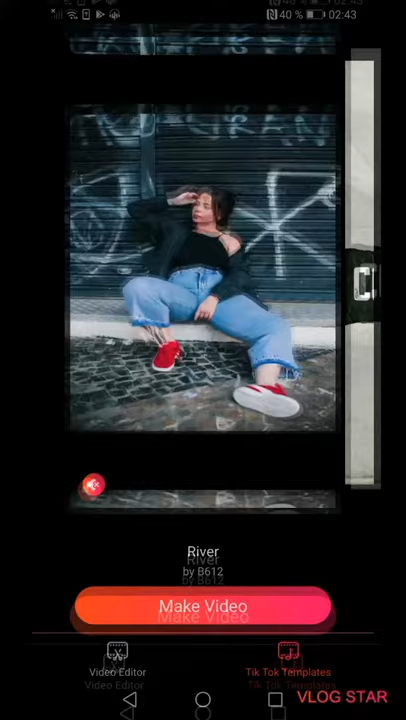 40 % 02:43
River
by B612
Make Video
Video Editor
Tik Tok Templates
VLOG STAR